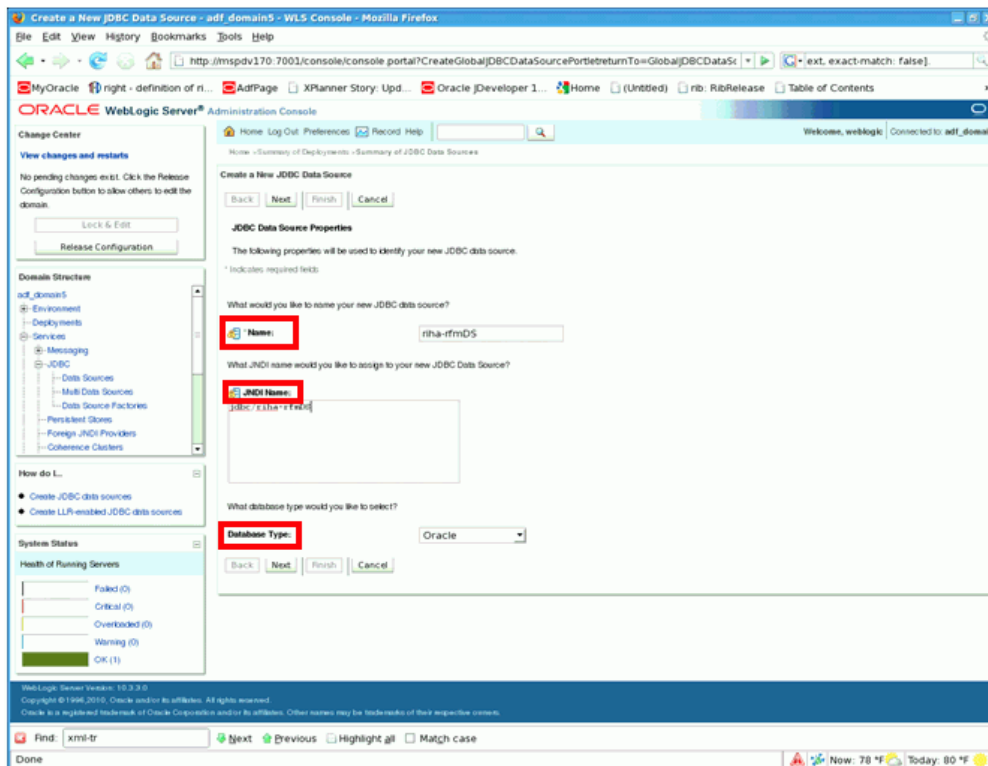 Create a New JDBC Data Source - adf_domain5 - WLS Console - Mozilla Firefox
File Edit View History Bookmarks Tools Help
http://mspdv170:7001/console/console.portal?CreateGlobalJDBCDataSourcePortletreturnTo=GlobalJDBCDataSo
ext, exact-match: false].
MyOracle right - definition of ri... AdfPage XPlanner Story: Upd... Oracle JDeveloper 1... Home (Untitled) rib: RibRelease Table of Contents
ORACLE WebLogic Server® Administration Console
Change Center
View changes and restarts
No pending changes exist. Click the Release
Configuration button to allow others to edit the
domain.
Lock & Edit
Release Configuration
Domain Structure
adf_domain5
Environment
Deployments
Services
Messaging
JDBC
Data Sources
Multi Data Sources
Data Source Factories
Persistent Stores
Foreign JNDI Providers
Coherence Clusters
How do I...
Create JDBC data sources
Create LLR-enabled JDBC data sources
System Status
Health of Running Servers
Failed (0)
Critical (0)
Overloaded (0)
Warning (0)
OK (1)
Home Log Out Preferences Record Help
Welcome, weblogic Connected to: adf_domai
Home >Summary of Deployments >Summary of JDBC Data Sources
Create a New JDBC Data Source
Back Next Finish Cancel
JDBC Data Source Properties
The following properties will be used to identify your new JDBC data source.
* Indicates required fields
What would you like to name your new JDBC data source?
* Name: riha-rfmDS
What JNDI name would you like to assign to your new JDBC Data Source?
JNDI Name:
jdbc/riha-rfmDS
What database type would you like to select?
Database Type: Oracle
Back Next Finish Cancel
WebLogic Server Version: 10.3.3.0
Copyright © 1996,2010, Oracle and/or its affiliates. All rights reserved.
Oracle is a registered trademark of Oracle Corporation and/or its affiliates. Other names may be trademarks of their respective owners.
Find: xml-tr Next Previous Highlight all Match case
Done Now: 78 °F Today: 80 °F